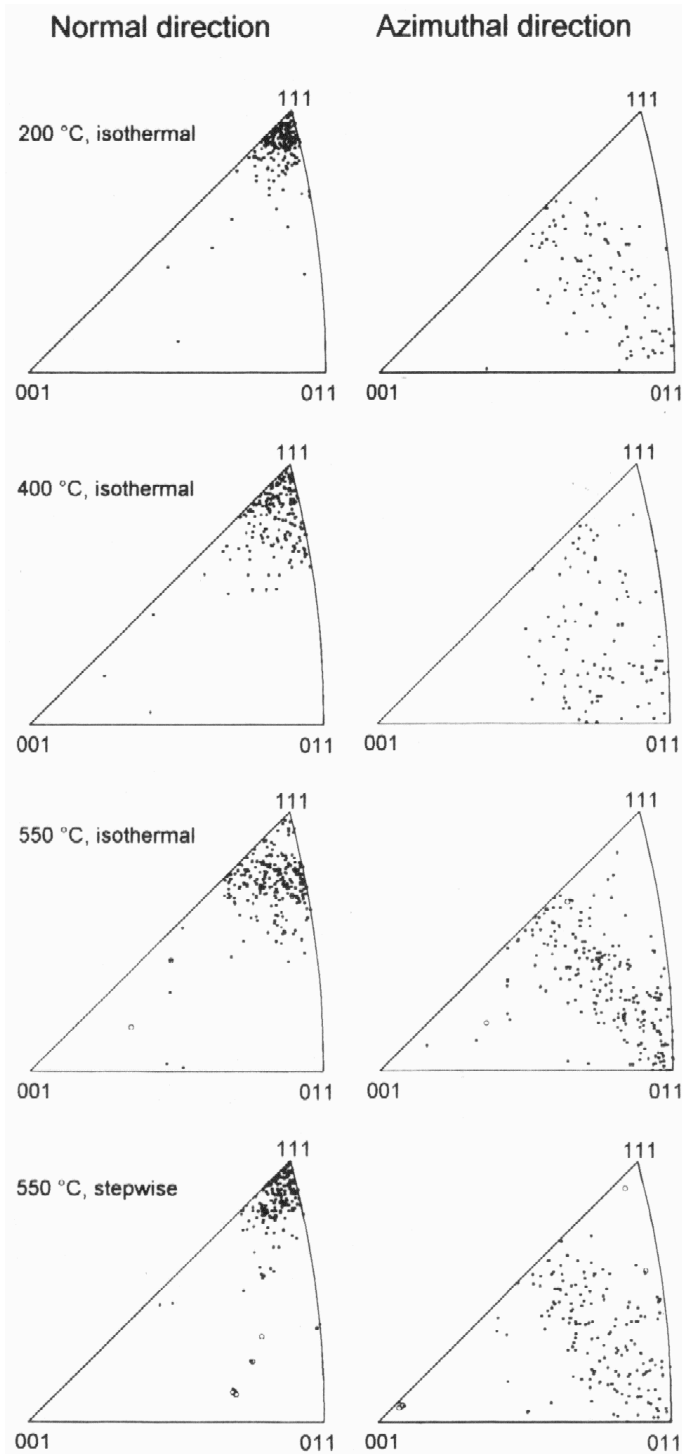 Normal direction Azimuthal direction
111 111
200 °C, isothermal
001 011 001 011
111 111
400 °C, isothermal
001 011 001 011
111 111
550 °C, isothermal
001 011 001 011
111 111
550 °C, stepwise
001 011 001 011